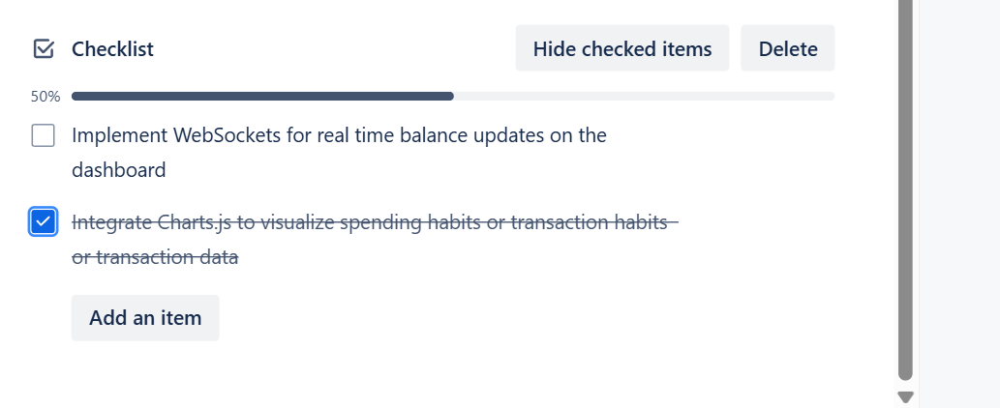 Checklist
Hide checked items
Delete
50%
Implement WebSockets for real time balance updates on the
dashboard
Integrate Charts.js to visualize spending habits or transaction habits
or transaction data
Add an item